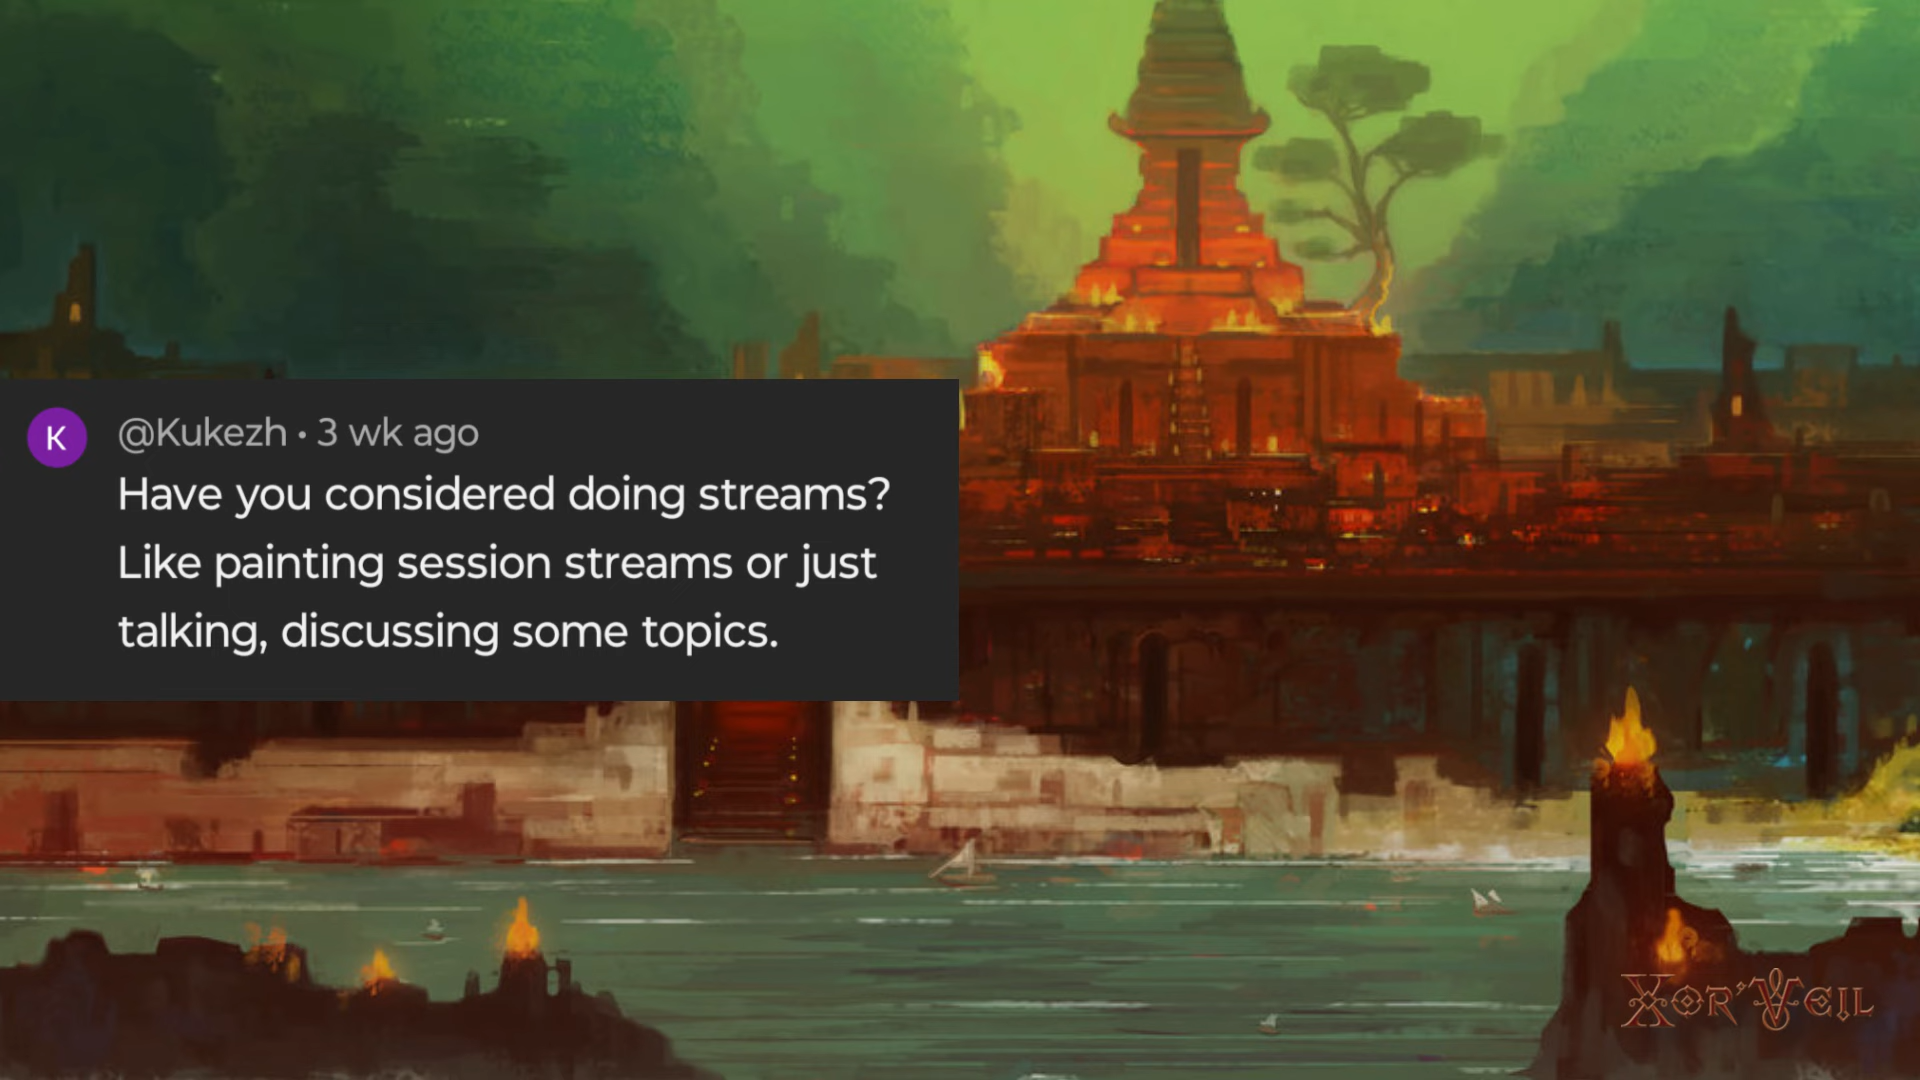 K
@Kukezh • 3 wk ago
Have you considered doing streams?
Like painting session streams or just
talking, discussing some topics.
XOR'VEIL